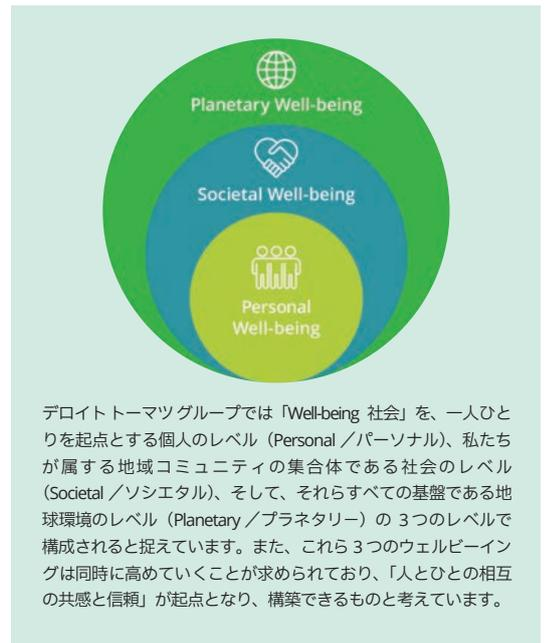 Planetary Well-being
Societal Well-being
Personal
Well-being
デロイト トーマツ グループでは「Well-being 社会」を、一人ひと
りを起点とする個人のレベル（Personal ／パーソナル）、私たち
が属する地域コミュニティの集合体である社会のレベル
（Societal ／ソシエタル）、そして、それらすべての基盤である地
球環境のレベル（Planetary ／プラネタリー）の 3つのレベルで
構成されると捉えています。また、これら 3 つのウェルビーイン
グは同時に高めていくことが求められており、「人とひとの相互
の共感と信頼」が起点となり、構築できるものと考えています。